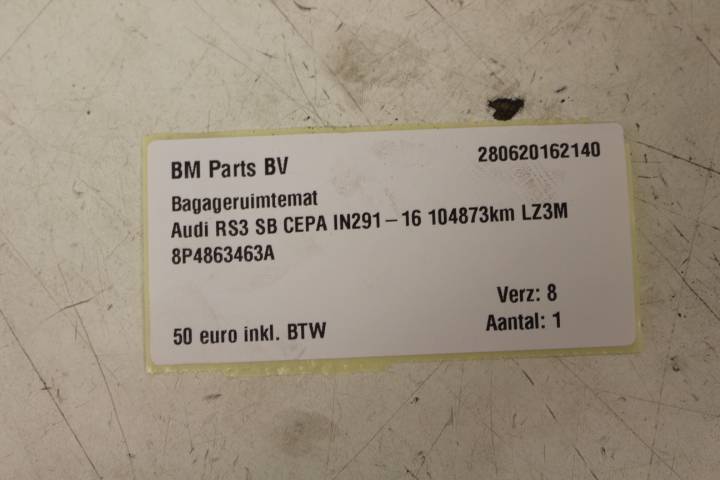 BM Parts BV
280620162140
Bagageruimtemat
Audi RS3 SB CEPA IN291-16 104873km LZ3M
8P4863463A
Verz: 8
50 euro inkl. BTW
Aantal: 1